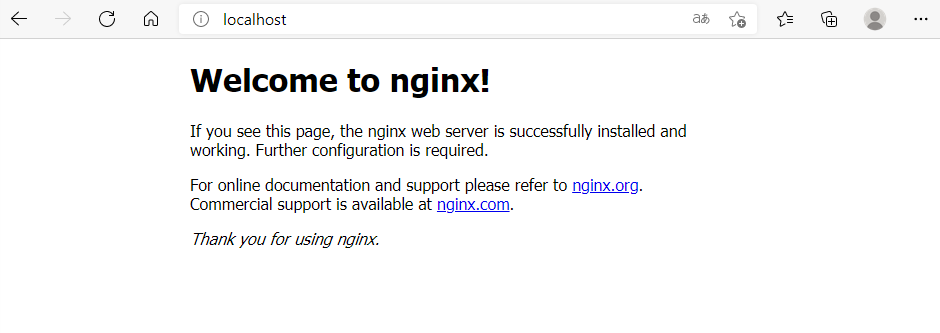 localhost
aあ
Welcome to nginx!
If you see this page, the nginx web server is successfully installed and
working. Further configuration is required.
For online documentation and support please refer to nginx.org.
Commercial support is available at nginx.com.
Thank you for using nginx.